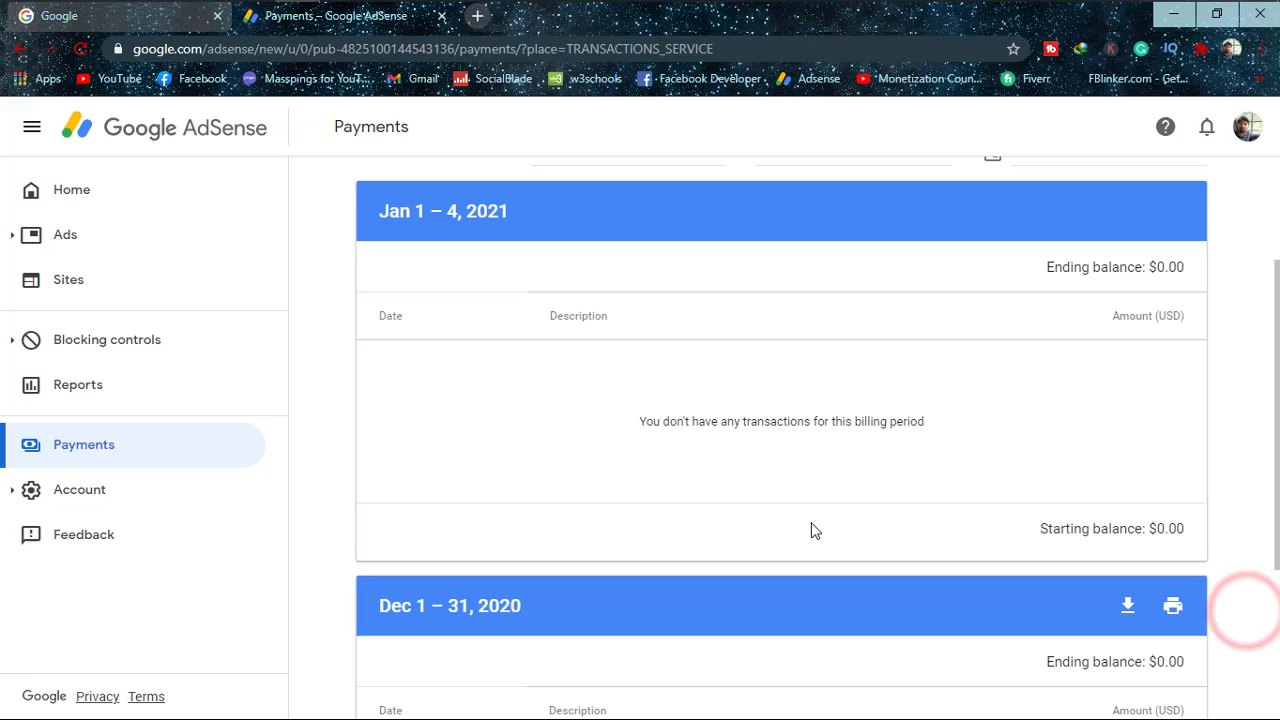 Google
Payments – Google AdSense
google.com/adsense/new/u/0/pub-4825100144543136/payments/?place=TRANSACTIONS_SERVICE
Apps
YouTube
Facebook
Masspings for YouT...
Gmail
SocialBlade
w3schools
Facebook Developer
Adsense
Monetization Coun...
Fiverr
FBlinker.com - Get...
Google AdSense
Payments
Home
Ads
Sites
Blocking controls
Reports
Payments
Account
Feedback
Google Privacy Terms
Jan 1 – 4, 2021
Ending balance: $0.00
Date Description Amount (USD)
You don't have any transactions for this billing period
Starting balance: $0.00
Dec 1 – 31, 2020
Ending balance: $0.00
Date Description Amount (USD)